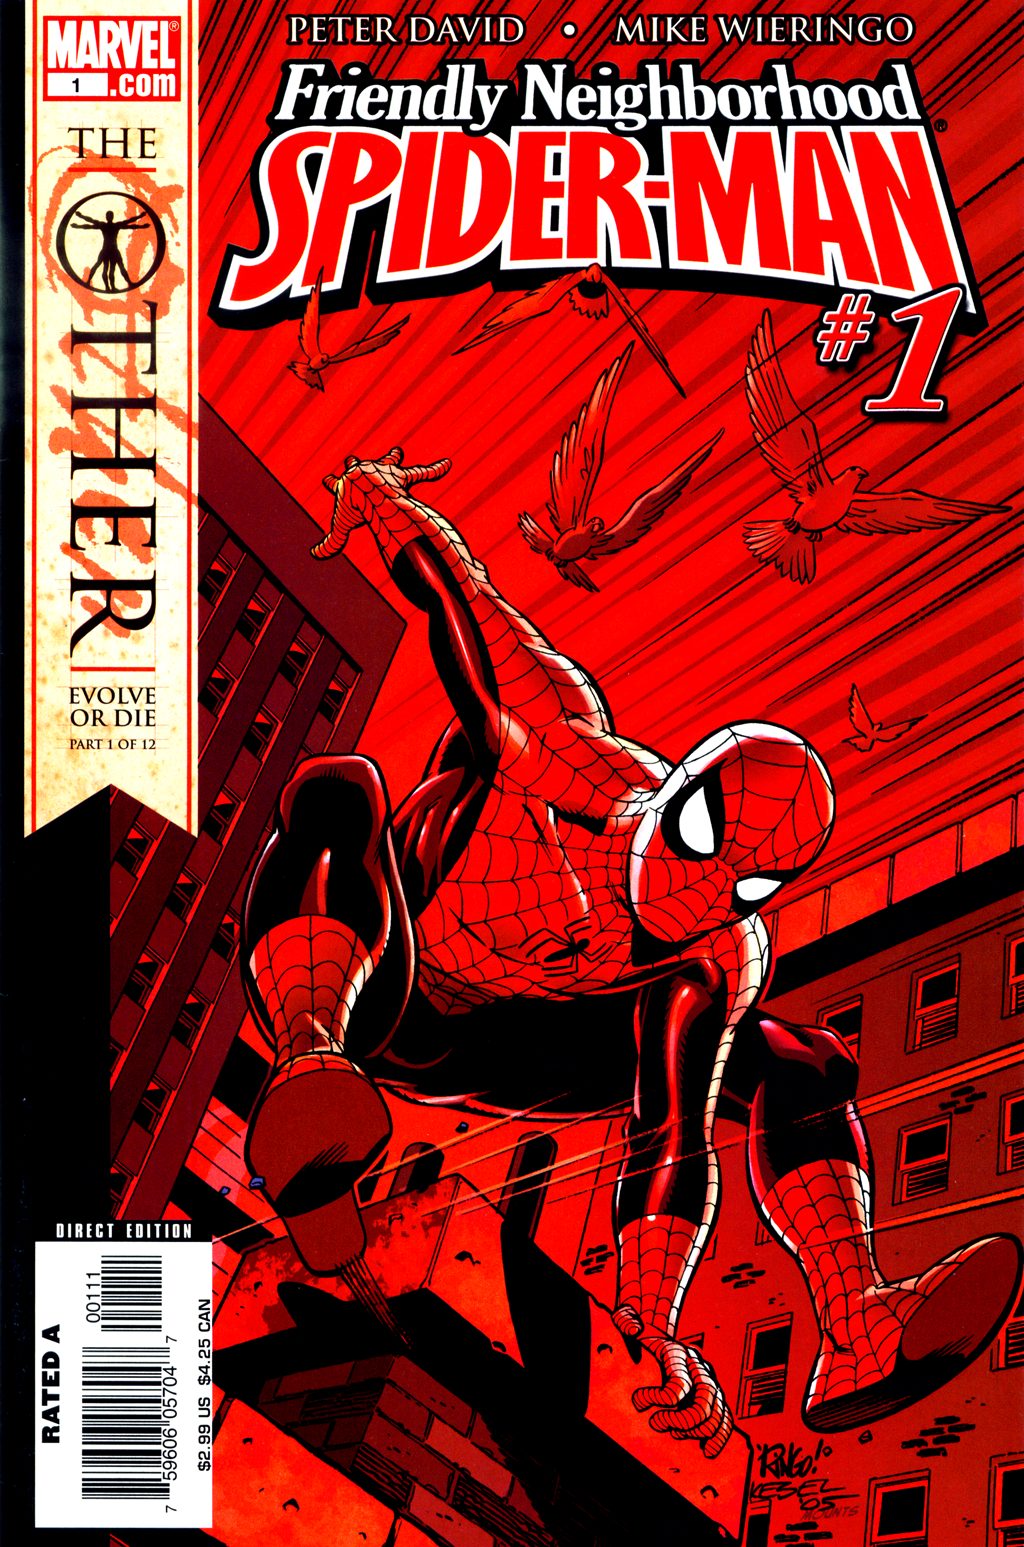 MARVEL®
1 .com
PETER DAVID • MIKE WIERINGO
Friendly Neighborhood
SPIDER-MAN®
#1
THE
OTHER
EVOLVE
OR DIE
PART 1 OF 12
DIRECT EDITION
RATED A
00111
7 59606 05704 7
$2.99 US $4.25 CAN
'RINGO!
KESEL
'05
MOUNTS